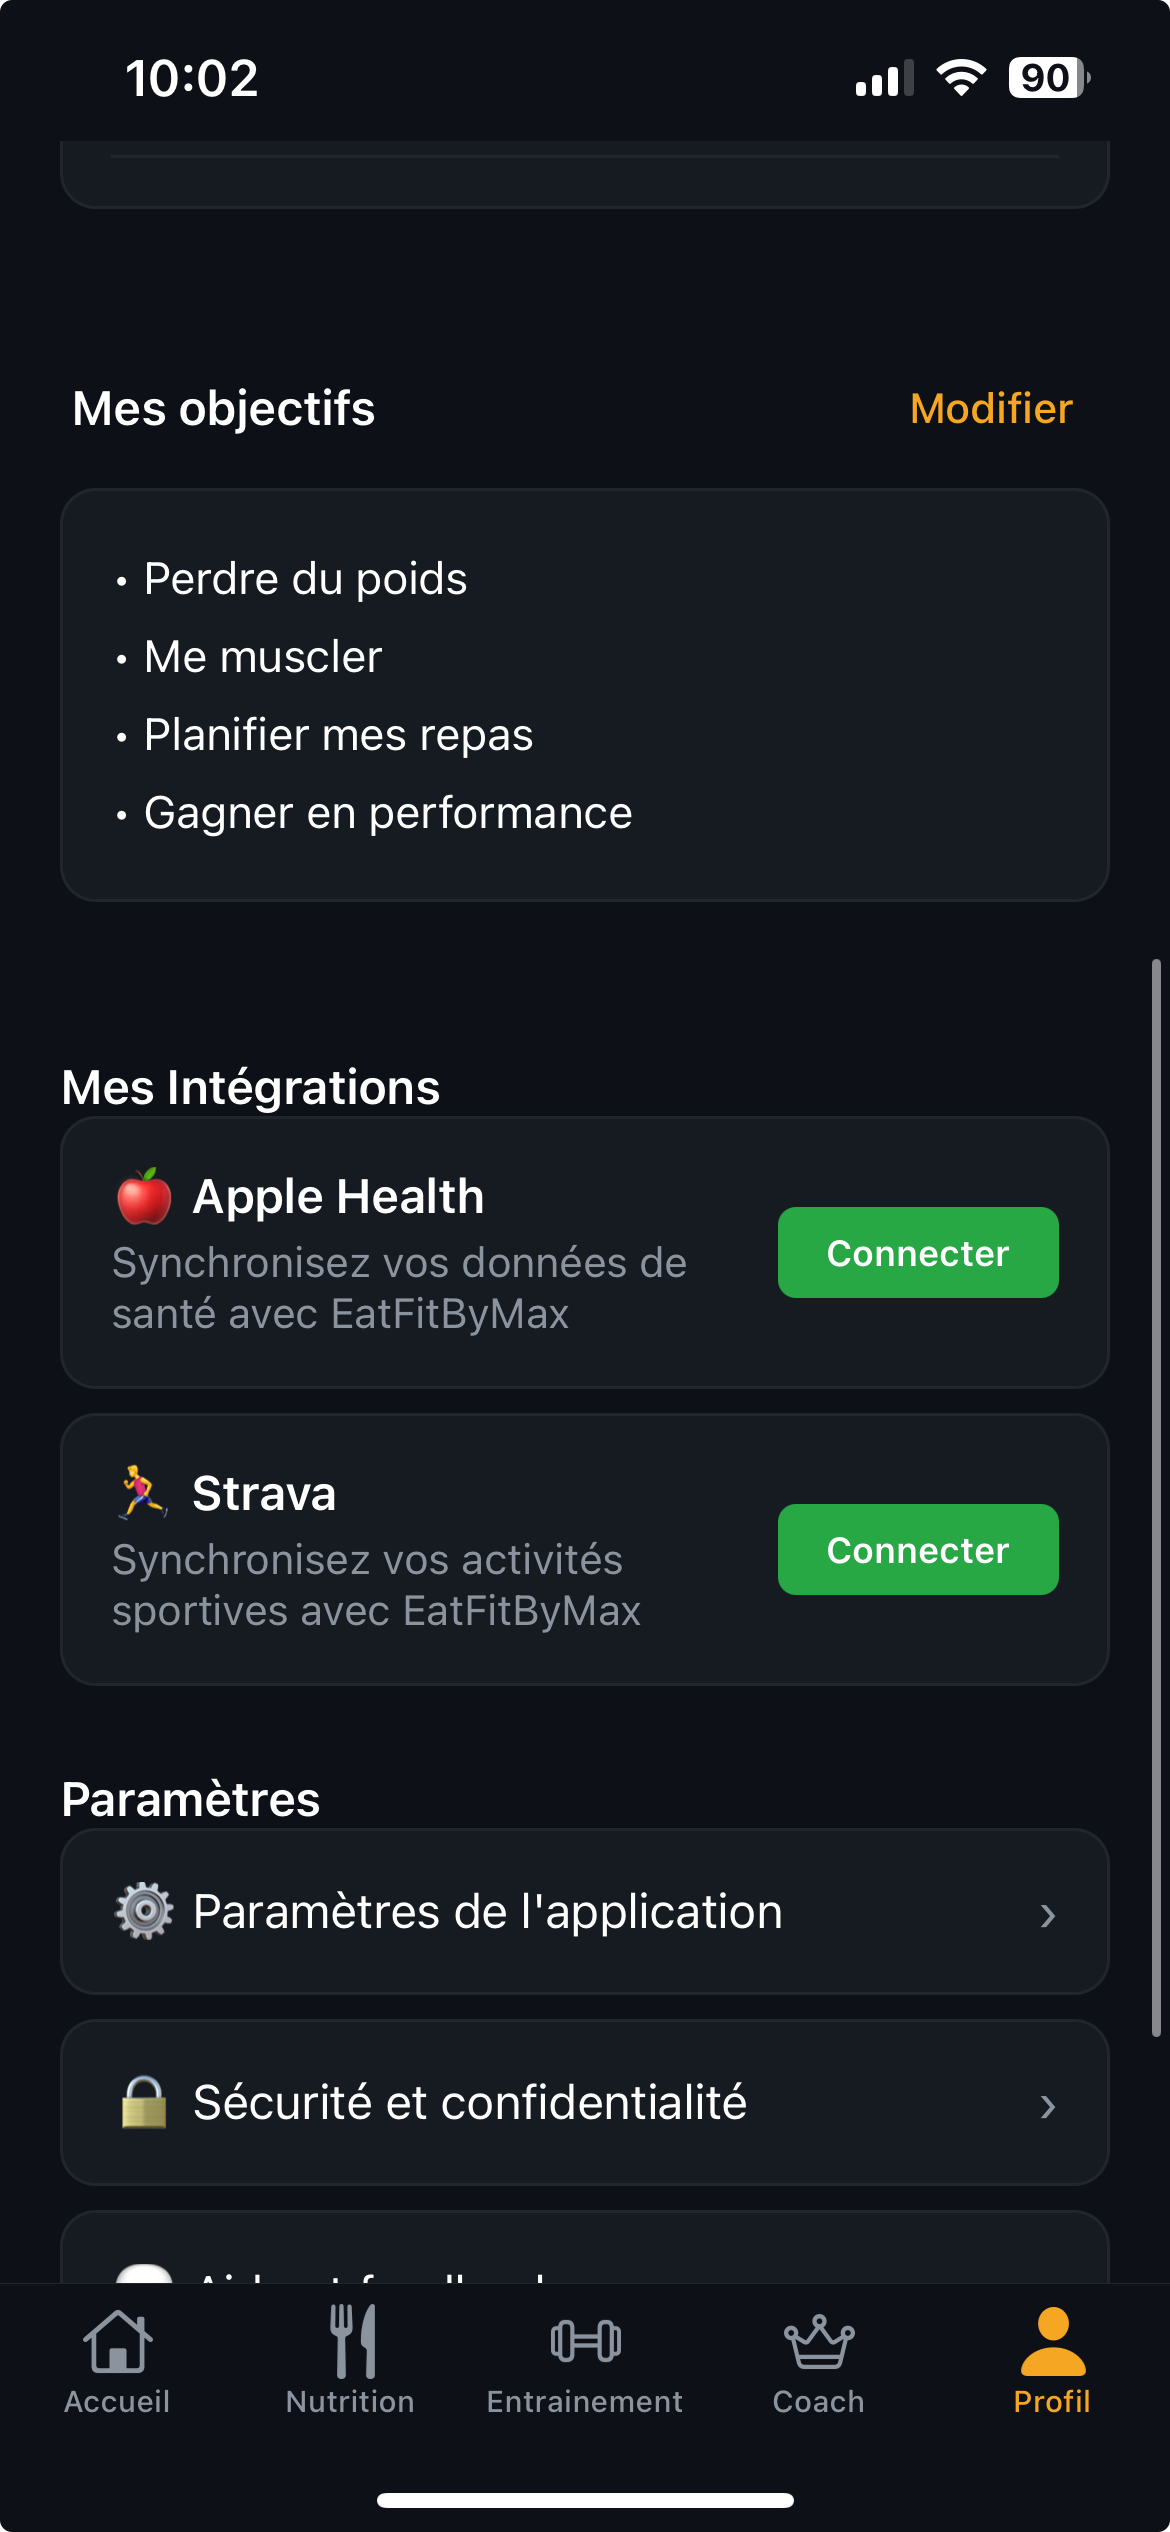 10:02
90
Mes objectifs
Modifier
• Perdre du poids
• Me muscler
• Planifier mes repas
• Gagner en performance
Mes Intégrations
Apple Health
Synchronisez vos données de
santé avec EatFitByMax
Connecter
Strava
Synchronisez vos activités
sportives avec EatFitByMax
Connecter
Paramètres
Paramètres de l'application
Sécurité et confidentialité
Accueil
Nutrition
Entrainement
Coach
Profil